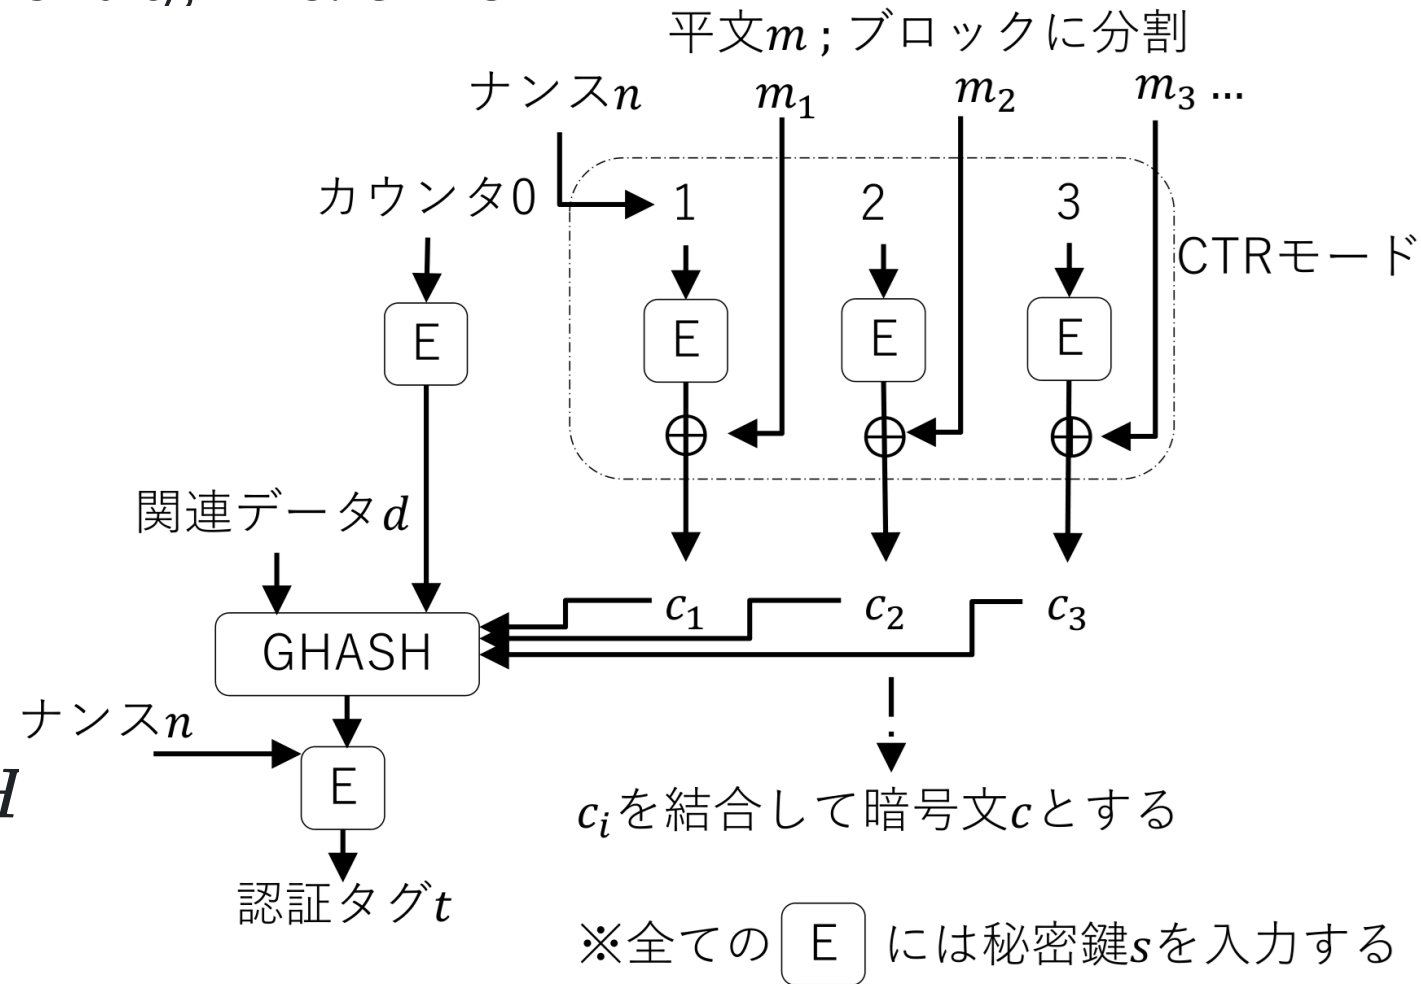 平文m ; ブロックに分割
ナンスn m₁ m₂ m₃ ...
カウンタ0 1 2 3
CTRモード
E E E E
関連データd
c₁ c₂ c₃
GHASH
ナンスn
E
cᵢを結合して暗号文cとする
認証タグt
※全ての E には秘密鍵sを入力する